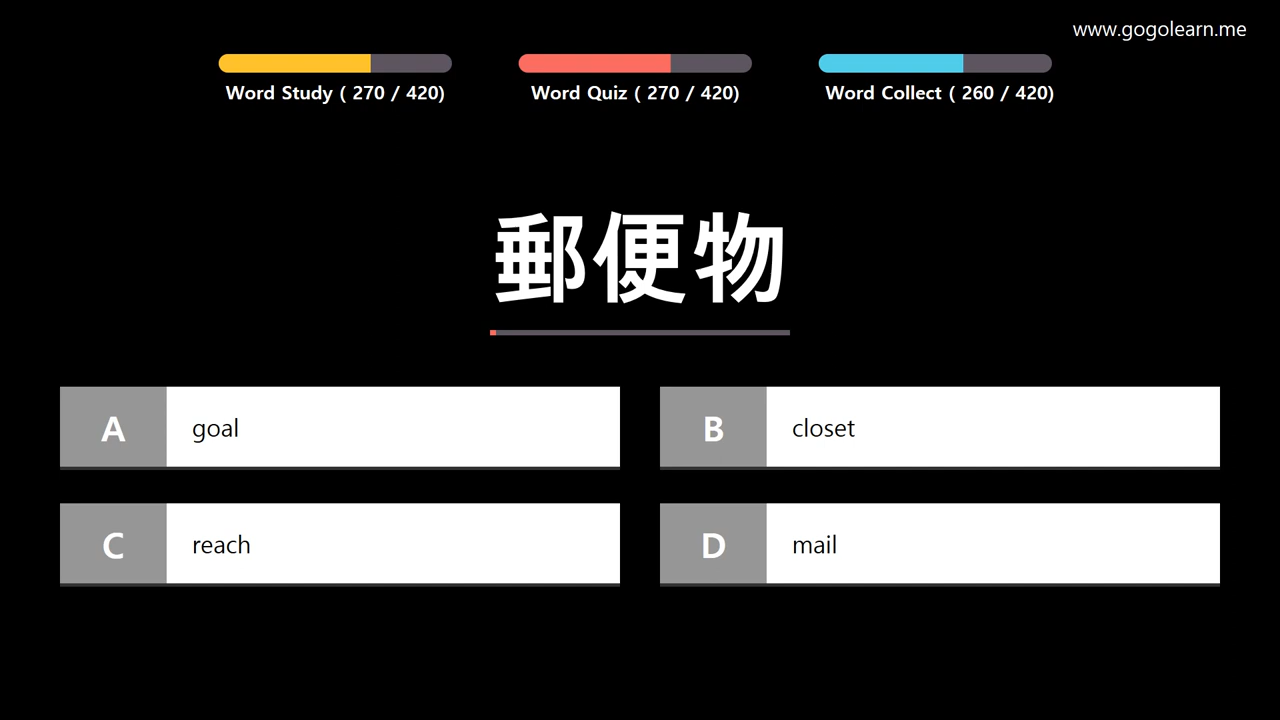 www.gogolearn.me
Word Study ( 270 / 420)
Word Quiz ( 270 / 420)
Word Collect ( 260 / 420)
郵便物
A goal
B closet
C reach
D mail